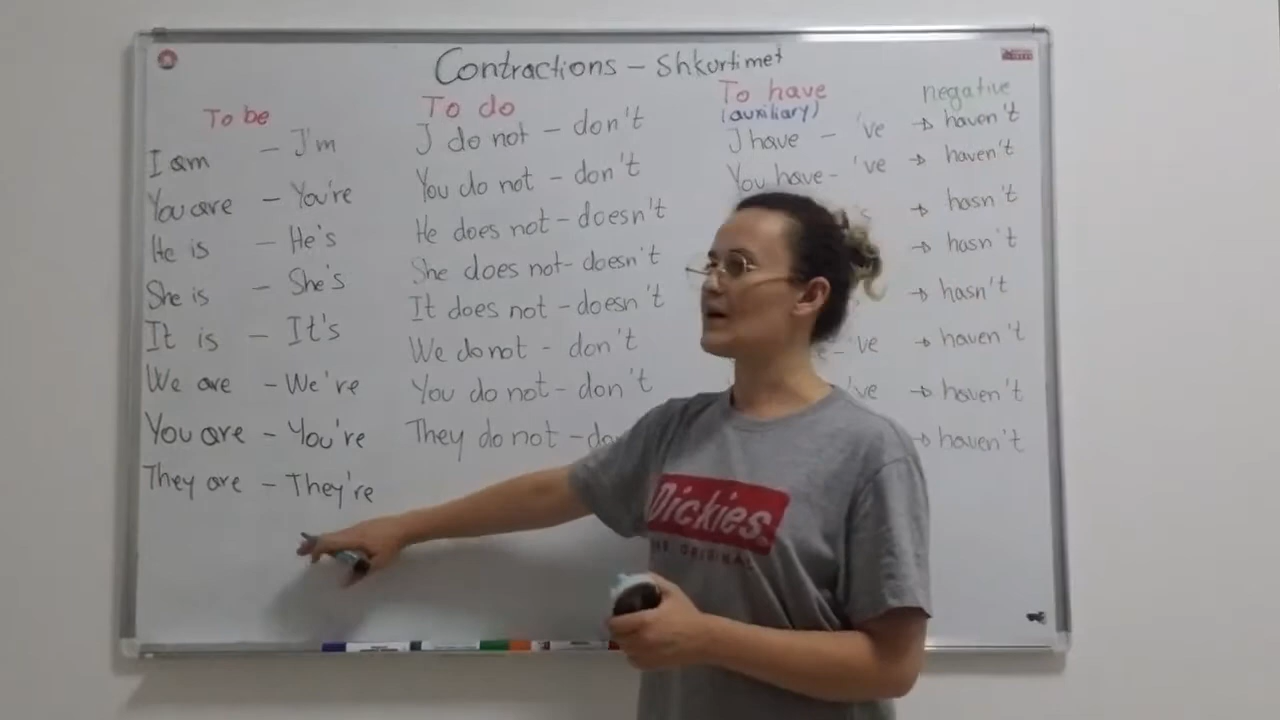 Contractions – Shkurtimet
To be
I am – I'm
You are – You're
He is – He's
She is – She's
It is – It's
We are – We're
You are – You're
They are – They're
To do
I do not – don't
You do not – don't
He does not – doesn't
She does not – doesn't
It does not – doesn't
We do not – don't
You do not – don't
They do not –
To have
(auxiliary)
negative
I have – 've → haven't
You have – 've → haven't
→ hasn't
→ hasn't
→ hasn't
– 've → haven't
've → haven't
→ haven't
Dickies
ORIGINAL